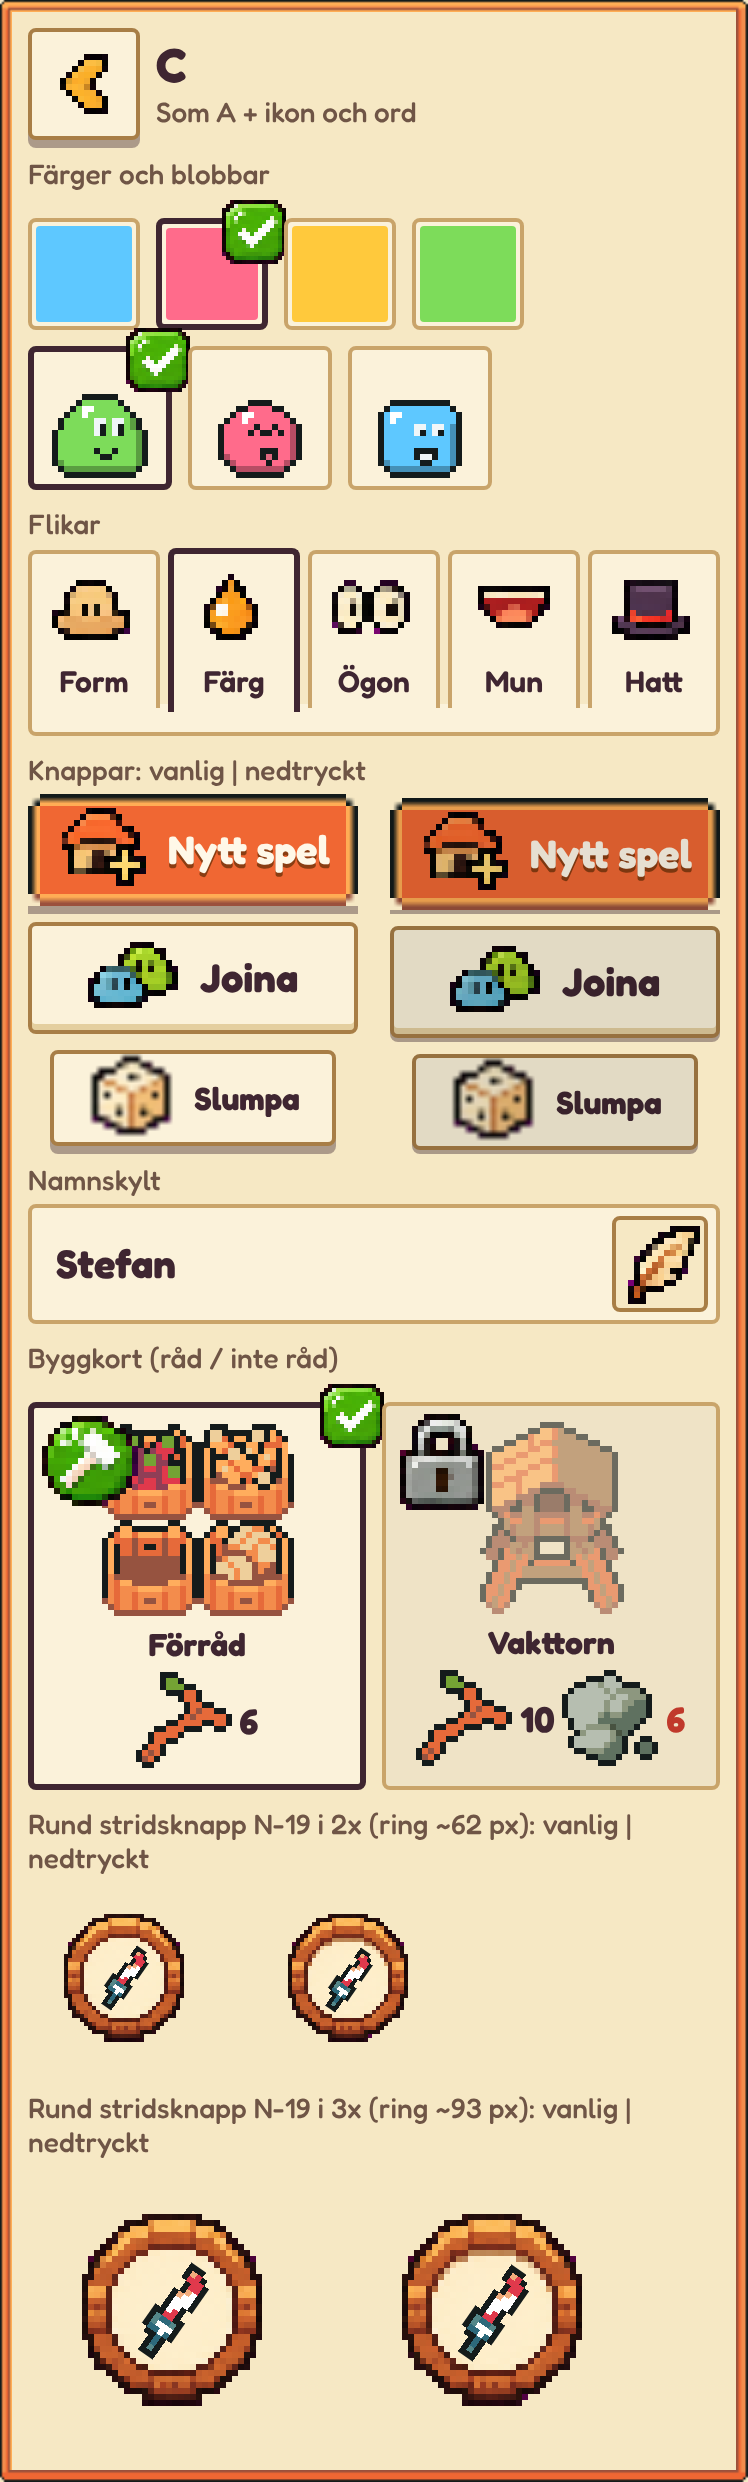 C
Som A + ikon och ord
Färger och blobbar
Flikar
Form Färg Ögon Mun Hatt
Knappar: vanlig | nedtryckt
Nytt spel Nytt spel
Joina Joina
Slumpa Slumpa
Namnskylt
Stefan
Byggkort (råd / inte råd)
Förråd Vakttorn
6 10 6
Rund stridsknapp N-19 i 2x (ring ~62 px): vanlig |
nedtryckt
Rund stridsknapp N-19 i 3x (ring ~93 px): vanlig |
nedtryckt